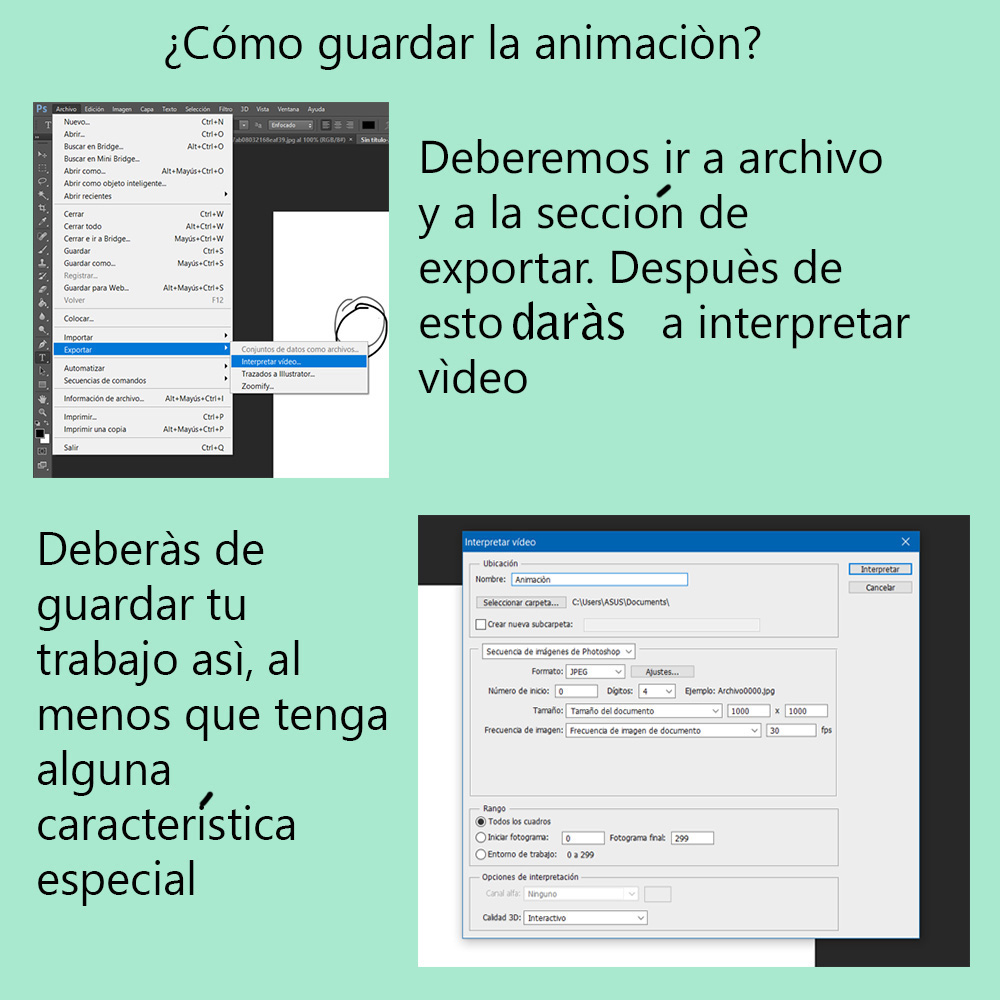 ¿Cómo guardar la animaciòn?
Ps Archivo Edición Imagen Capa Texto Selección Filtro 3D Vista Ventana Ayuda
Nuevo... Ctrl+N
Abrir... Ctrl+O
Buscar en Bridge... Alt+Ctrl+O
Buscar en Mini Bridge...
Abrir como... Alt+Mayús+Ctrl+O
Abrir como objeto inteligente...
Abrir recientes
Cerrar Ctrl+W
Cerrar todo Alt+Ctrl+W
Cerrar e ir a Bridge... Mayús+Ctrl+W
Guardar Ctrl+S
Guardar como... Mayús+Ctrl+S
Registrar...
Guardar para Web... Alt+Mayús+Ctrl+S
Volver F12
Colocar...
Importar
Exportar
Automatizar
Secuencias de comandos
Información de archivo... Alt+Mayús+Ctrl+I
Imprimir... Ctrl+P
Imprimir una copia Alt+Mayús+Ctrl+P
Salir Ctrl+Q
Conjuntos de datos como archivos...
Interpretar vídeo...
Trazados a Illustrator...
Zoomify...
Enfocado
ab08032168eaf39.jpg al 100% (RGB/8#) × Sin título-
Deberemos ir a archivo
y a la sección de
exportar. Despuès de
esto daràs a interpretar
vìdeo
Deberàs de
guardar tu
trabajo asì, al
menos que tenga
alguna
característica
especial
Interpretar vídeo
Ubicación
Nombre: Animaciòn
Seleccionar carpeta... C:\Users\ASUS\Documents\
Crear nueva subcarpeta:
Interpretar
Cancelar
Secuencia de imágenes de Photoshop
Formato: JPEG Ajustes...
Número de inicio: 0 Dígitos: 4 Ejemplo: Archivo0000.jpg
Tamaño: Tamaño del documento 1000 x 1000
Frecuencia de imagen: Frecuencia de imagen de documento 30 fps
Rango
Todos los cuadros
Iniciar fotograma: 0 Fotograma final: 299
Entorno de trabajo: 0 a 299
Opciones de interpretación
Canal alfa: Ninguno
Calidad 3D: Interactivo